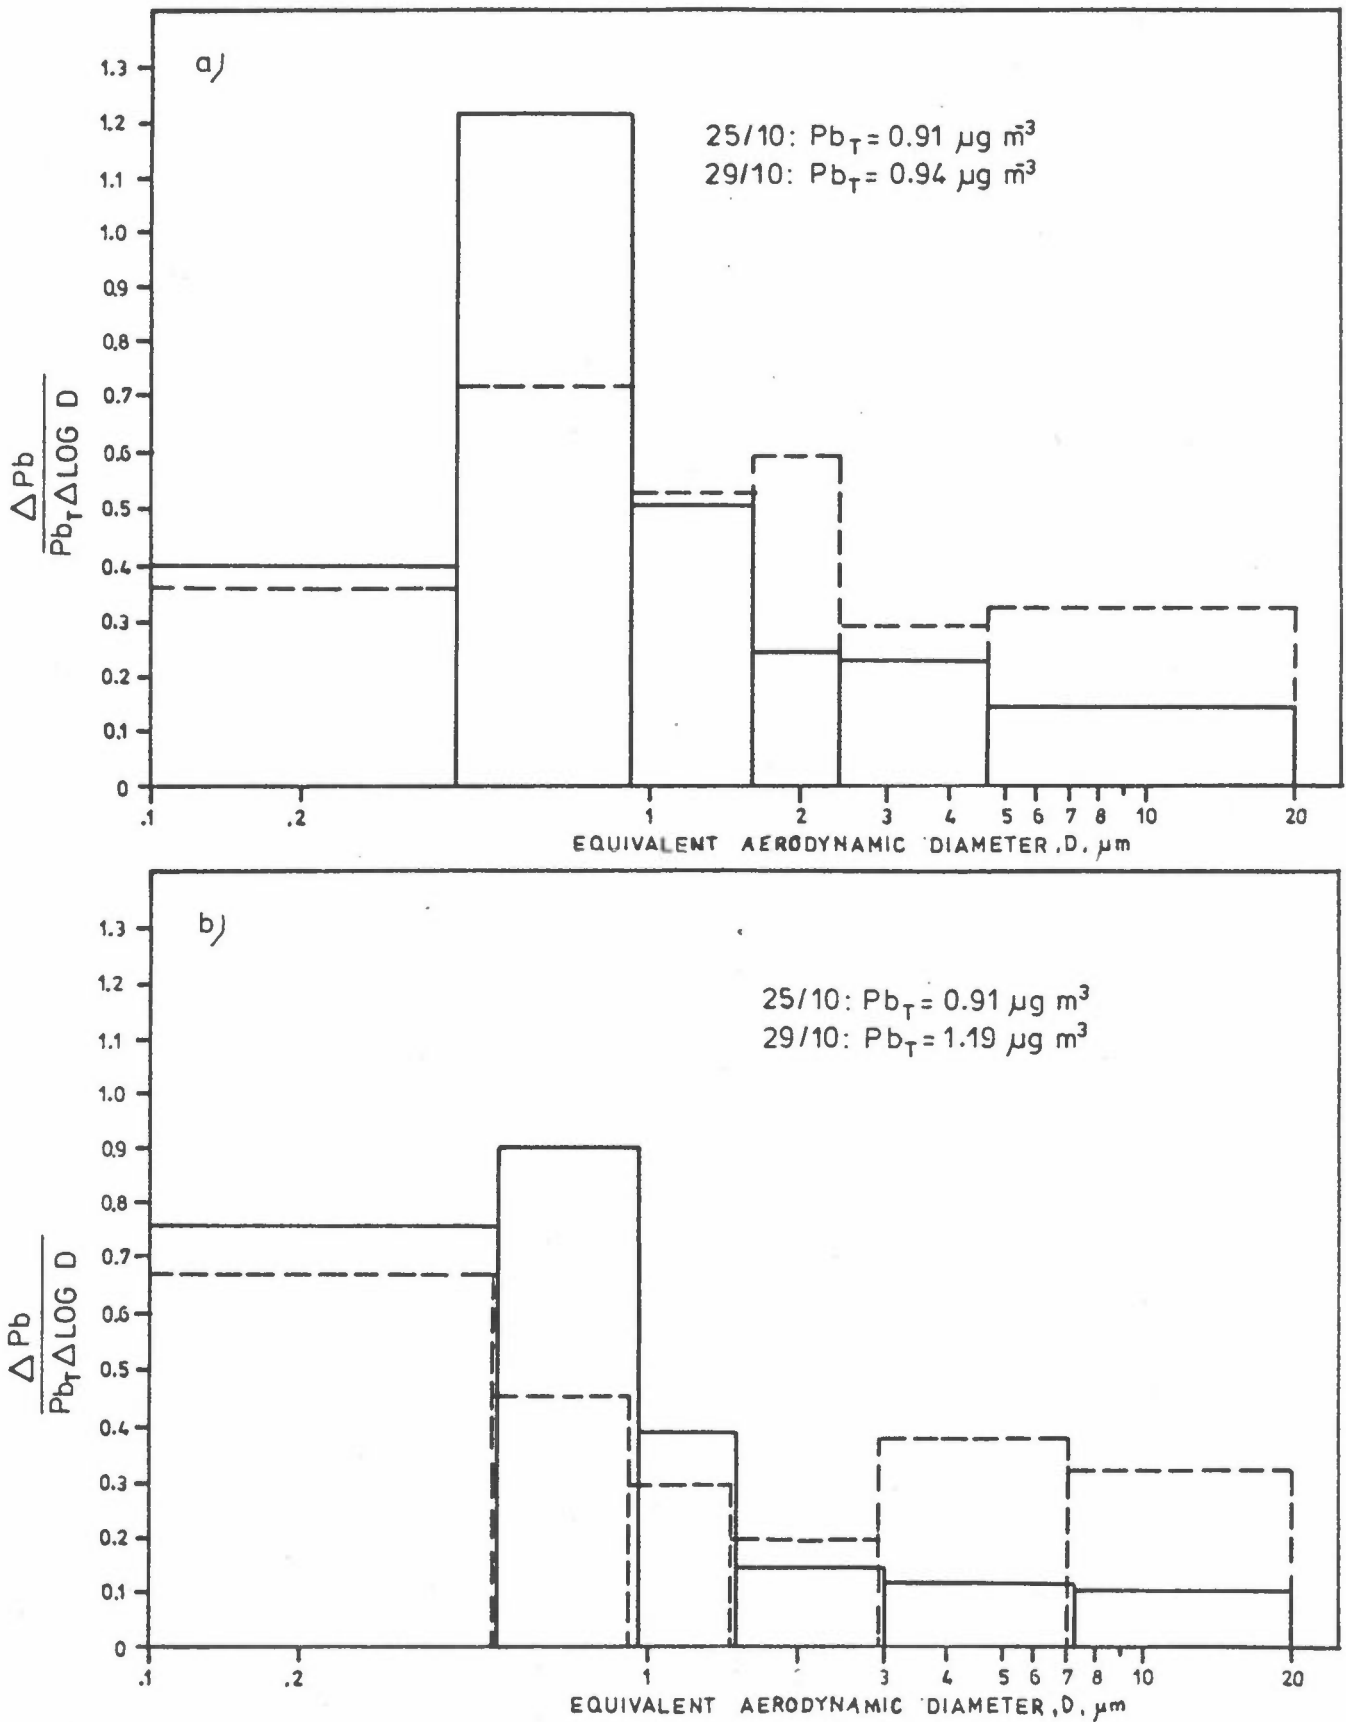 a)
1.3
1.2
1.1
1.0
0.9
0.8
0.7
0.6
0.5
0.4
0.3
0.2
0.1
0
25/10: Pb_T = 0.91 µg m⁻³
29/10: Pb_T = 0.94 µg m⁻³
ΔPb
Pb_T Δ LOG D
.1 .2 1 2 3 4 5 6 7 8 10 20
EQUIVALENT AERODYNAMIC DIAMETER, D, µm
b)
1.3
1.2
1.1
1.0
0.9
0.8
0.7
0.6
0.5
0.4
0.3
0.2
0.1
0
25/10: Pb_T = 0.91 µg m³
29/10: Pb_T = 1.19 µg m³
ΔPb
Pb_T Δ LOG D
.1 .2 1 2 3 4 5 6 7 8 10 20
EQUIVALENT AERODYNAMIC DIAMETER, D, µm